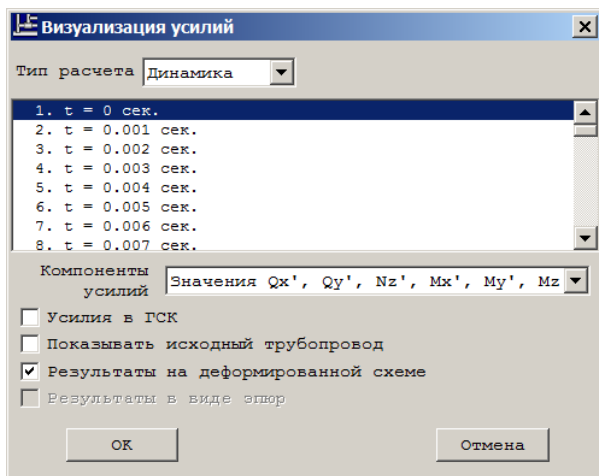 Визуализация усилий
Тип расчета Динамика
1. t = 0 сек.
2. t = 0.001 сек.
3. t = 0.002 сек.
4. t = 0.003 сек.
5. t = 0.004 сек.
6. t = 0.005 сек.
7. t = 0.006 сек.
8. t = 0.007 сек.
Компоненты
усилий Значения Qx', Qy', Nz', Mx', My', Mz
Усилия в ГСК
Показывать исходный трубопровод
Результаты на деформированной схеме
Результаты в виде эпюр
OK Отмена